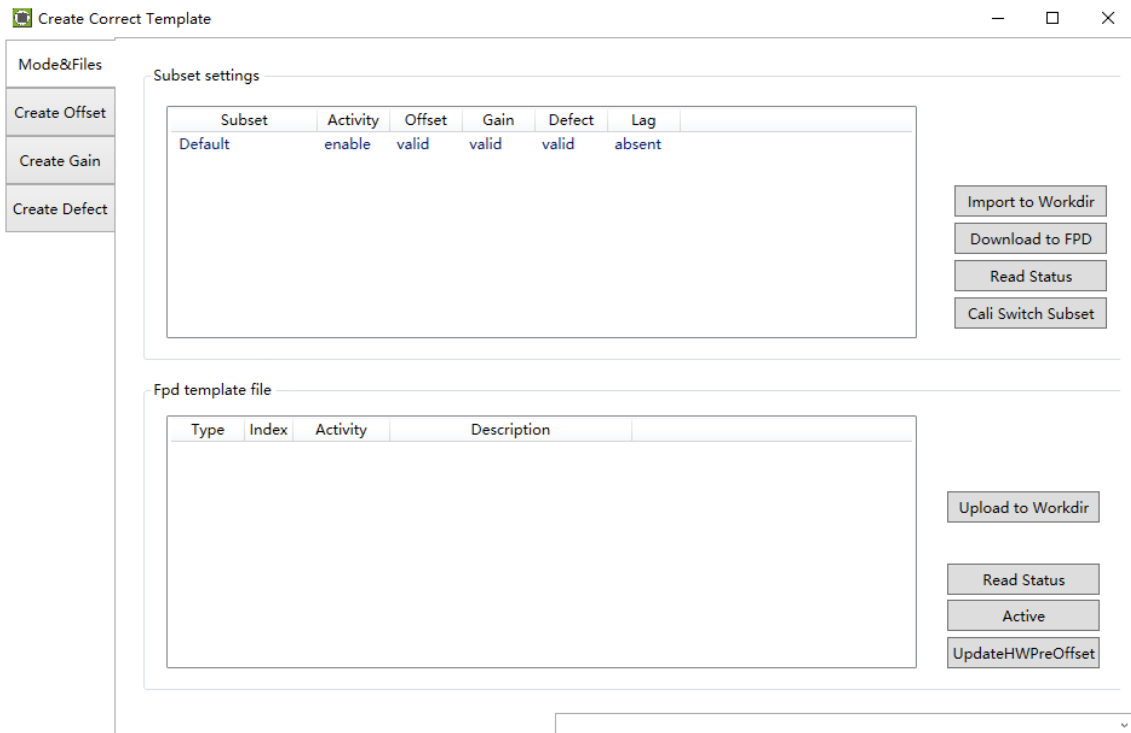 Create Correct Template
Mode&Files
Create Offset
Create Gain
Create Defect
Subset settings
Subset Activity Offset Gain Defect Lag
Default enable valid valid valid absent
Import to Workdir
Download to FPD
Read Status
Cali Switch Subset
Fpd template file
Type Index Activity Description
Upload to Workdir
Read Status
Active
UpdateHWPreOffset